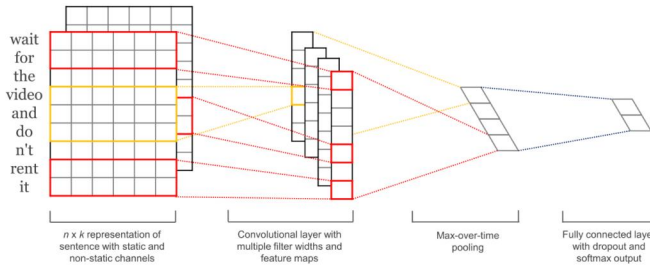 wait
for
the
video
and
do
n't
rent
it
n x k representation of
sentence with static and
non-static channels
Convolutional layer with
multiple filter widths and
feature maps
Max-over-time
pooling
Fully connected layer
with dropout and
softmax output